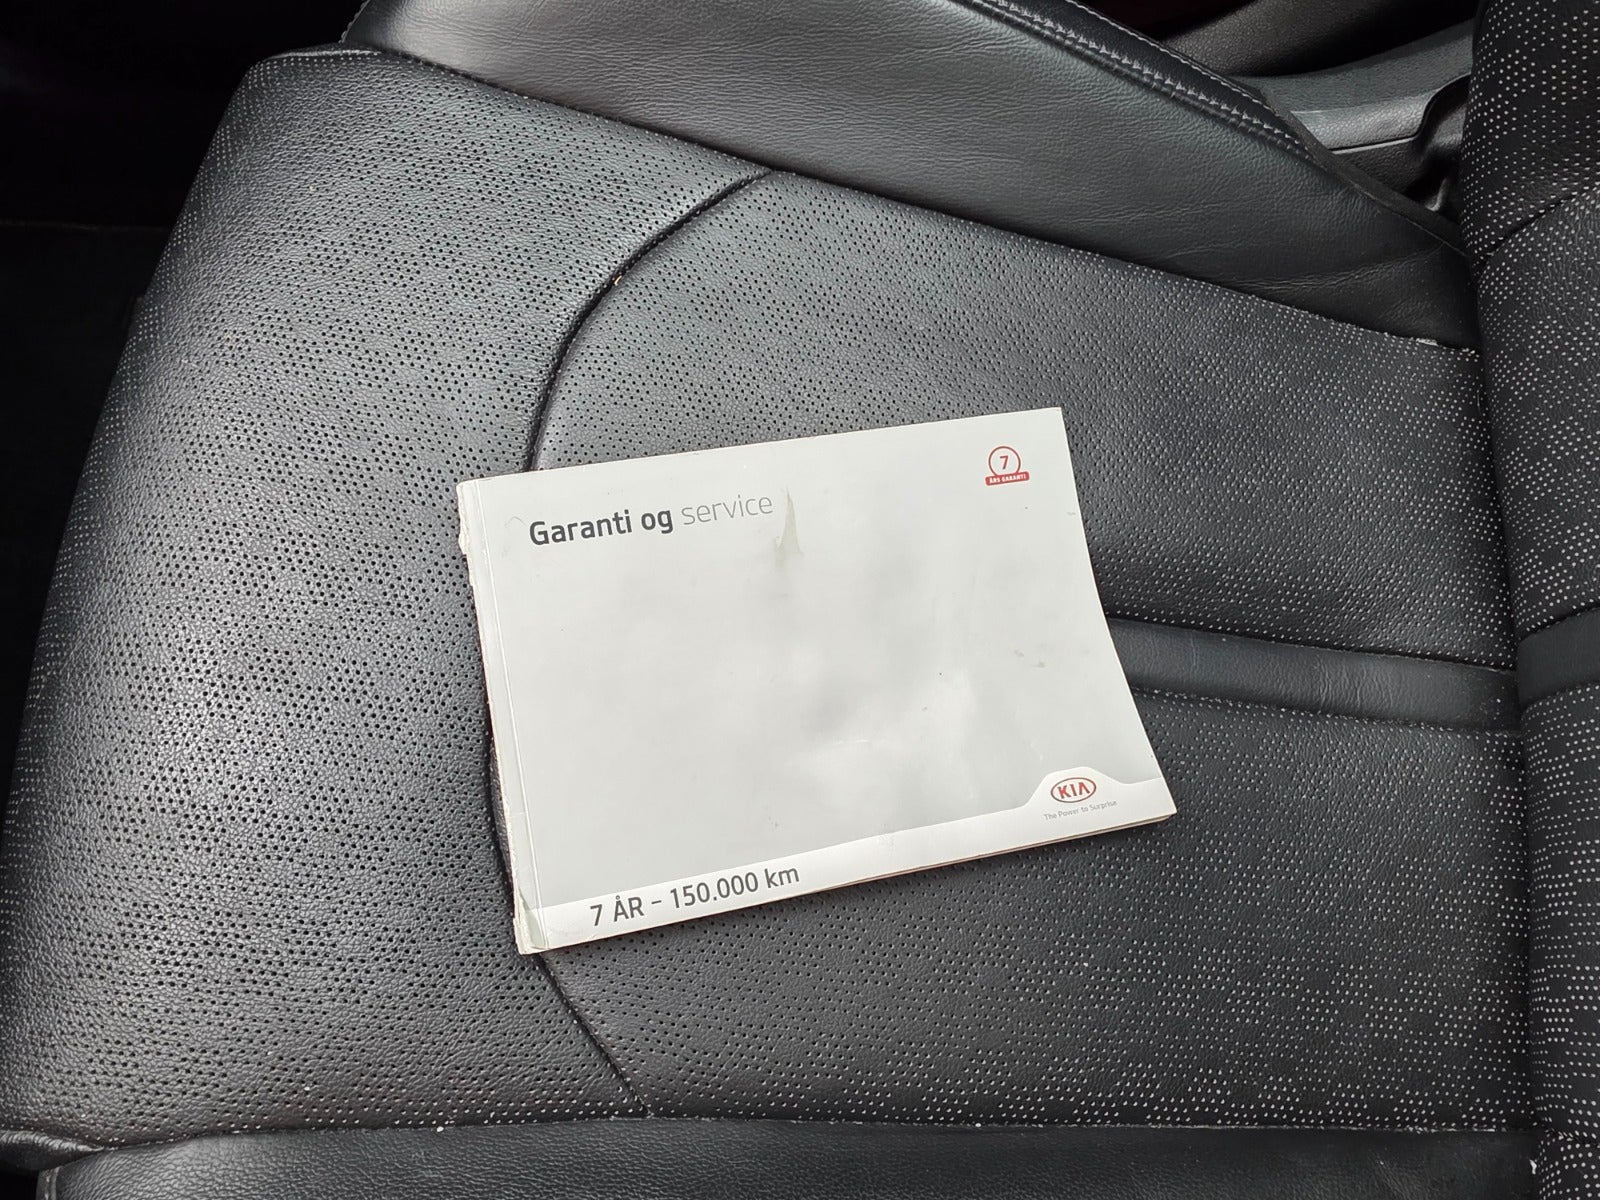 Garanti og service
7
ÅRS GARANTI
KIA
The Power to Surprise
7 ÅR - 150.000 km